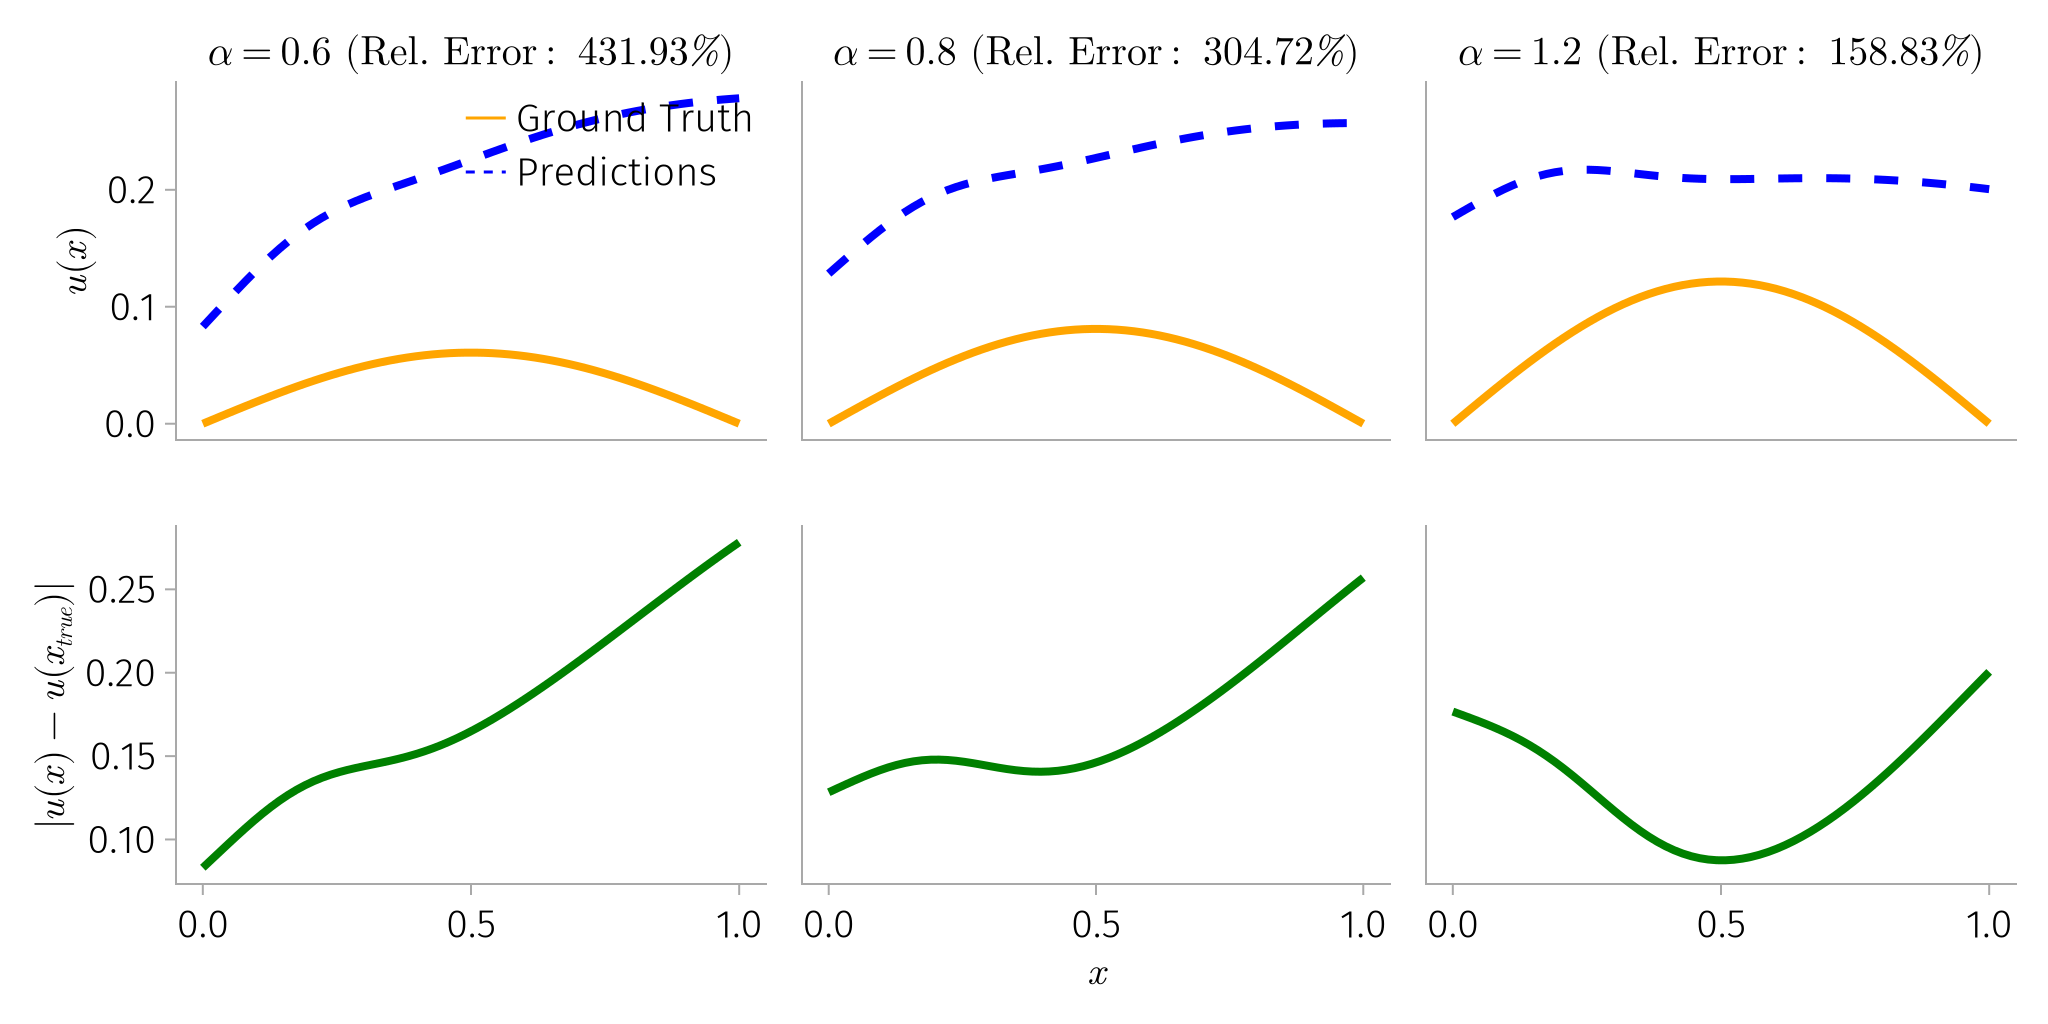 α = 0.6 (Rel. Error : 431.93%)
α = 0.8 (Rel. Error : 304.72%)
α = 1.2 (Rel. Error : 158.83%)
Ground Truth
Predictions
u(x)
0.2
0.1
0.0
|u(x) − u(x_{true})|
0.25
0.20
0.15
0.10
0.0 0.5 1.0
0.0 0.5 1.0
0.0 0.5 1.0
x